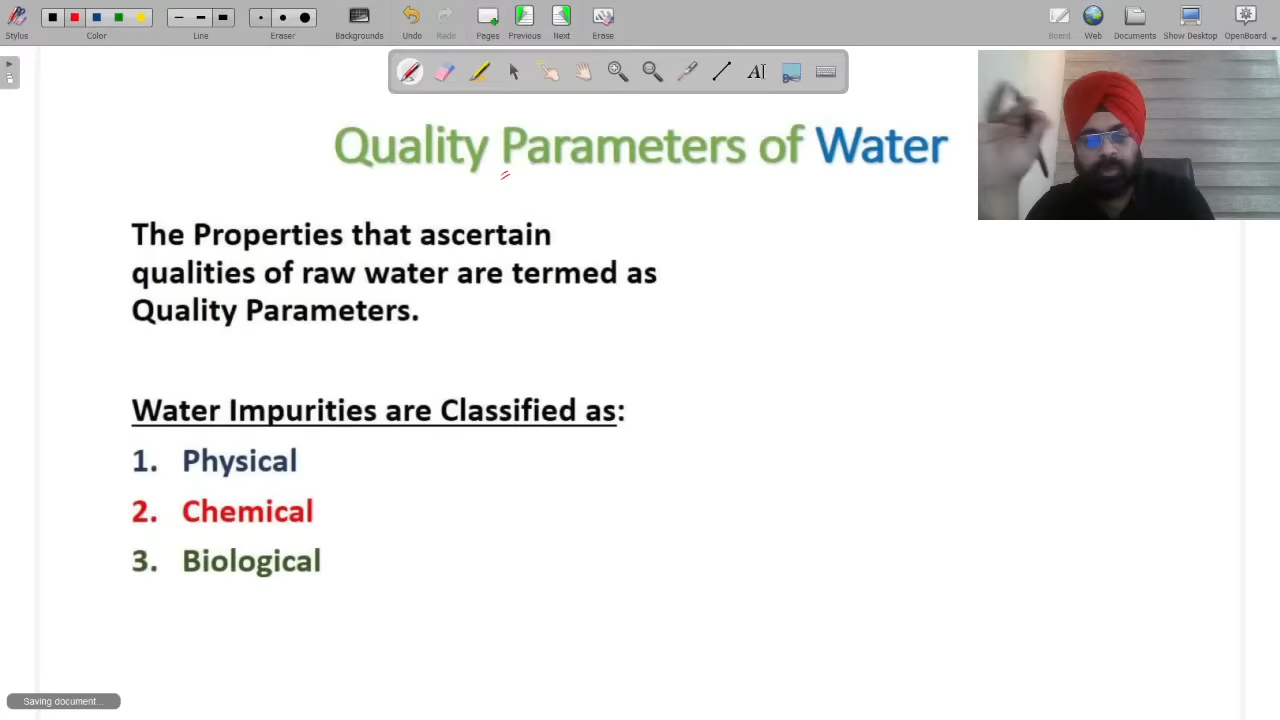 Stylus
Color
Line
Eraser
Backgrounds
Undo
Redo
Pages
Previous
Next
Erase
Board
Web
Documents
Show Desktop
OpenBoard
Quality Parameters of Water
The Properties that ascertain
qualities of raw water are termed as
Quality Parameters.
Water Impurities are Classified as:
1. Physical
2. Chemical
3. Biological
Saving document...